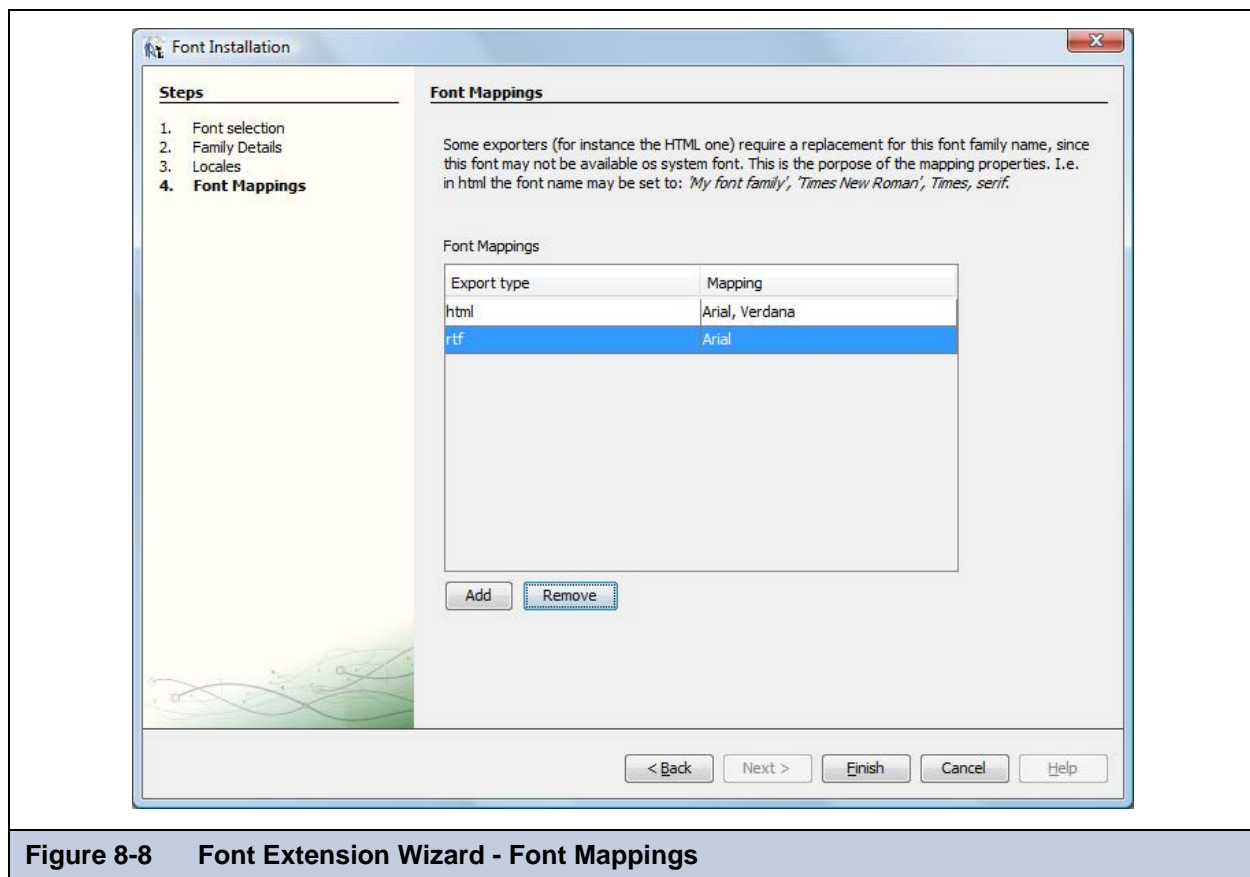 Font Installation
Steps
1. Font selection
2. Family Details
3. Locales
4. Font Mappings
Font Mappings
Some exporters (for instance the HTML one) require a replacement for this font family name, since
this font may not be available os system font. This is the porpose of the mapping properties. I.e.
in html the font name may be set to: 'My font family', 'Times New Roman', Times, serif.
Font Mappings
Export type Mapping
html Arial, Verdana
rtf Arial
Add Remove
< Back Next > Finish Cancel Help
Figure 8-8 Font Extension Wizard - Font Mappings